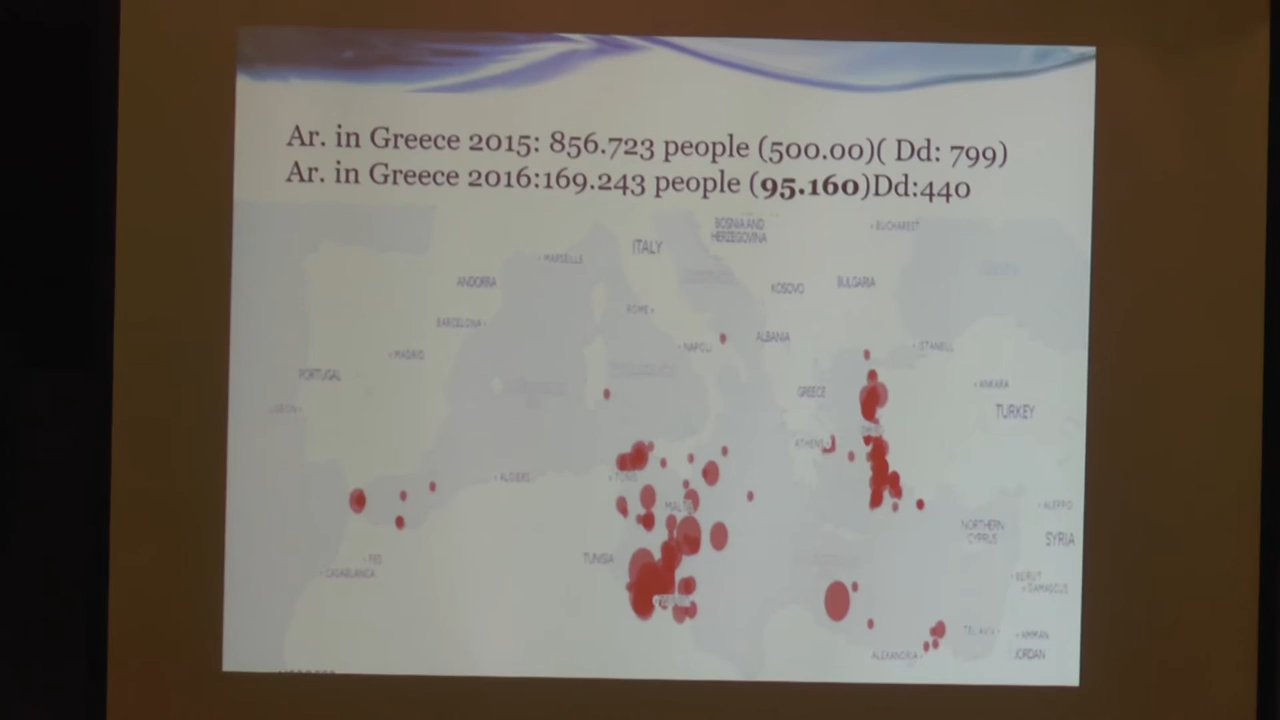 Ar. in Greece 2015: 856.723 people (500.00)( Dd: 799)
Ar. in Greece 2016:169.243 people (95.160)Dd:440
BOSNIA AND
HERZEGOVINA
BUCHAREST
ITALY
MARSEILLE
ANDORRA
KOSOVO
BULGARIA
ROME
BARCELONA
ALBANIA
NAPOLI
ISTANBUL
MADRID
PORTUGAL
GREECE
ANKARA
TURKEY
LISBON
ATHENS
ALGIERS
TUNIS
MALTA
ALEPPO
NORTHERN
CYPRUS
SYRIA
TUNISIA
FES
CASABLANCA
BEIRUT
DAMASCUS
TEL AVIV
AMMAN
ALEXANDRIA
JORDAN